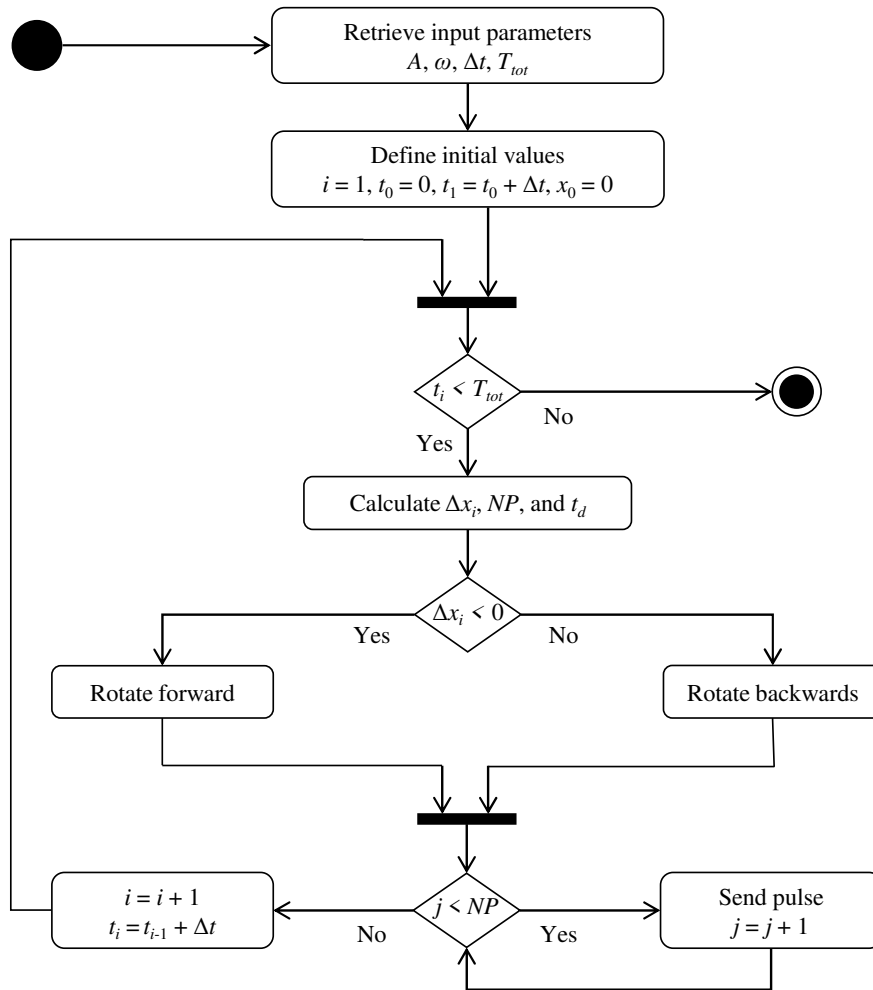 Retrieve input parameters
A, ω, Δt, T_tot
Define initial values
i = 1, t_0 = 0, t_1 = t_0 + Δt, x_0 = 0
t_i < T_tot
No
Yes
Calculate Δx_i, NP, and t_d
Δx_i < 0
Yes
No
Rotate forward
Rotate backwards
i = i + 1
t_i = t_{i-1} + Δt
j < NP
No
Yes
Send pulse
j = j + 1